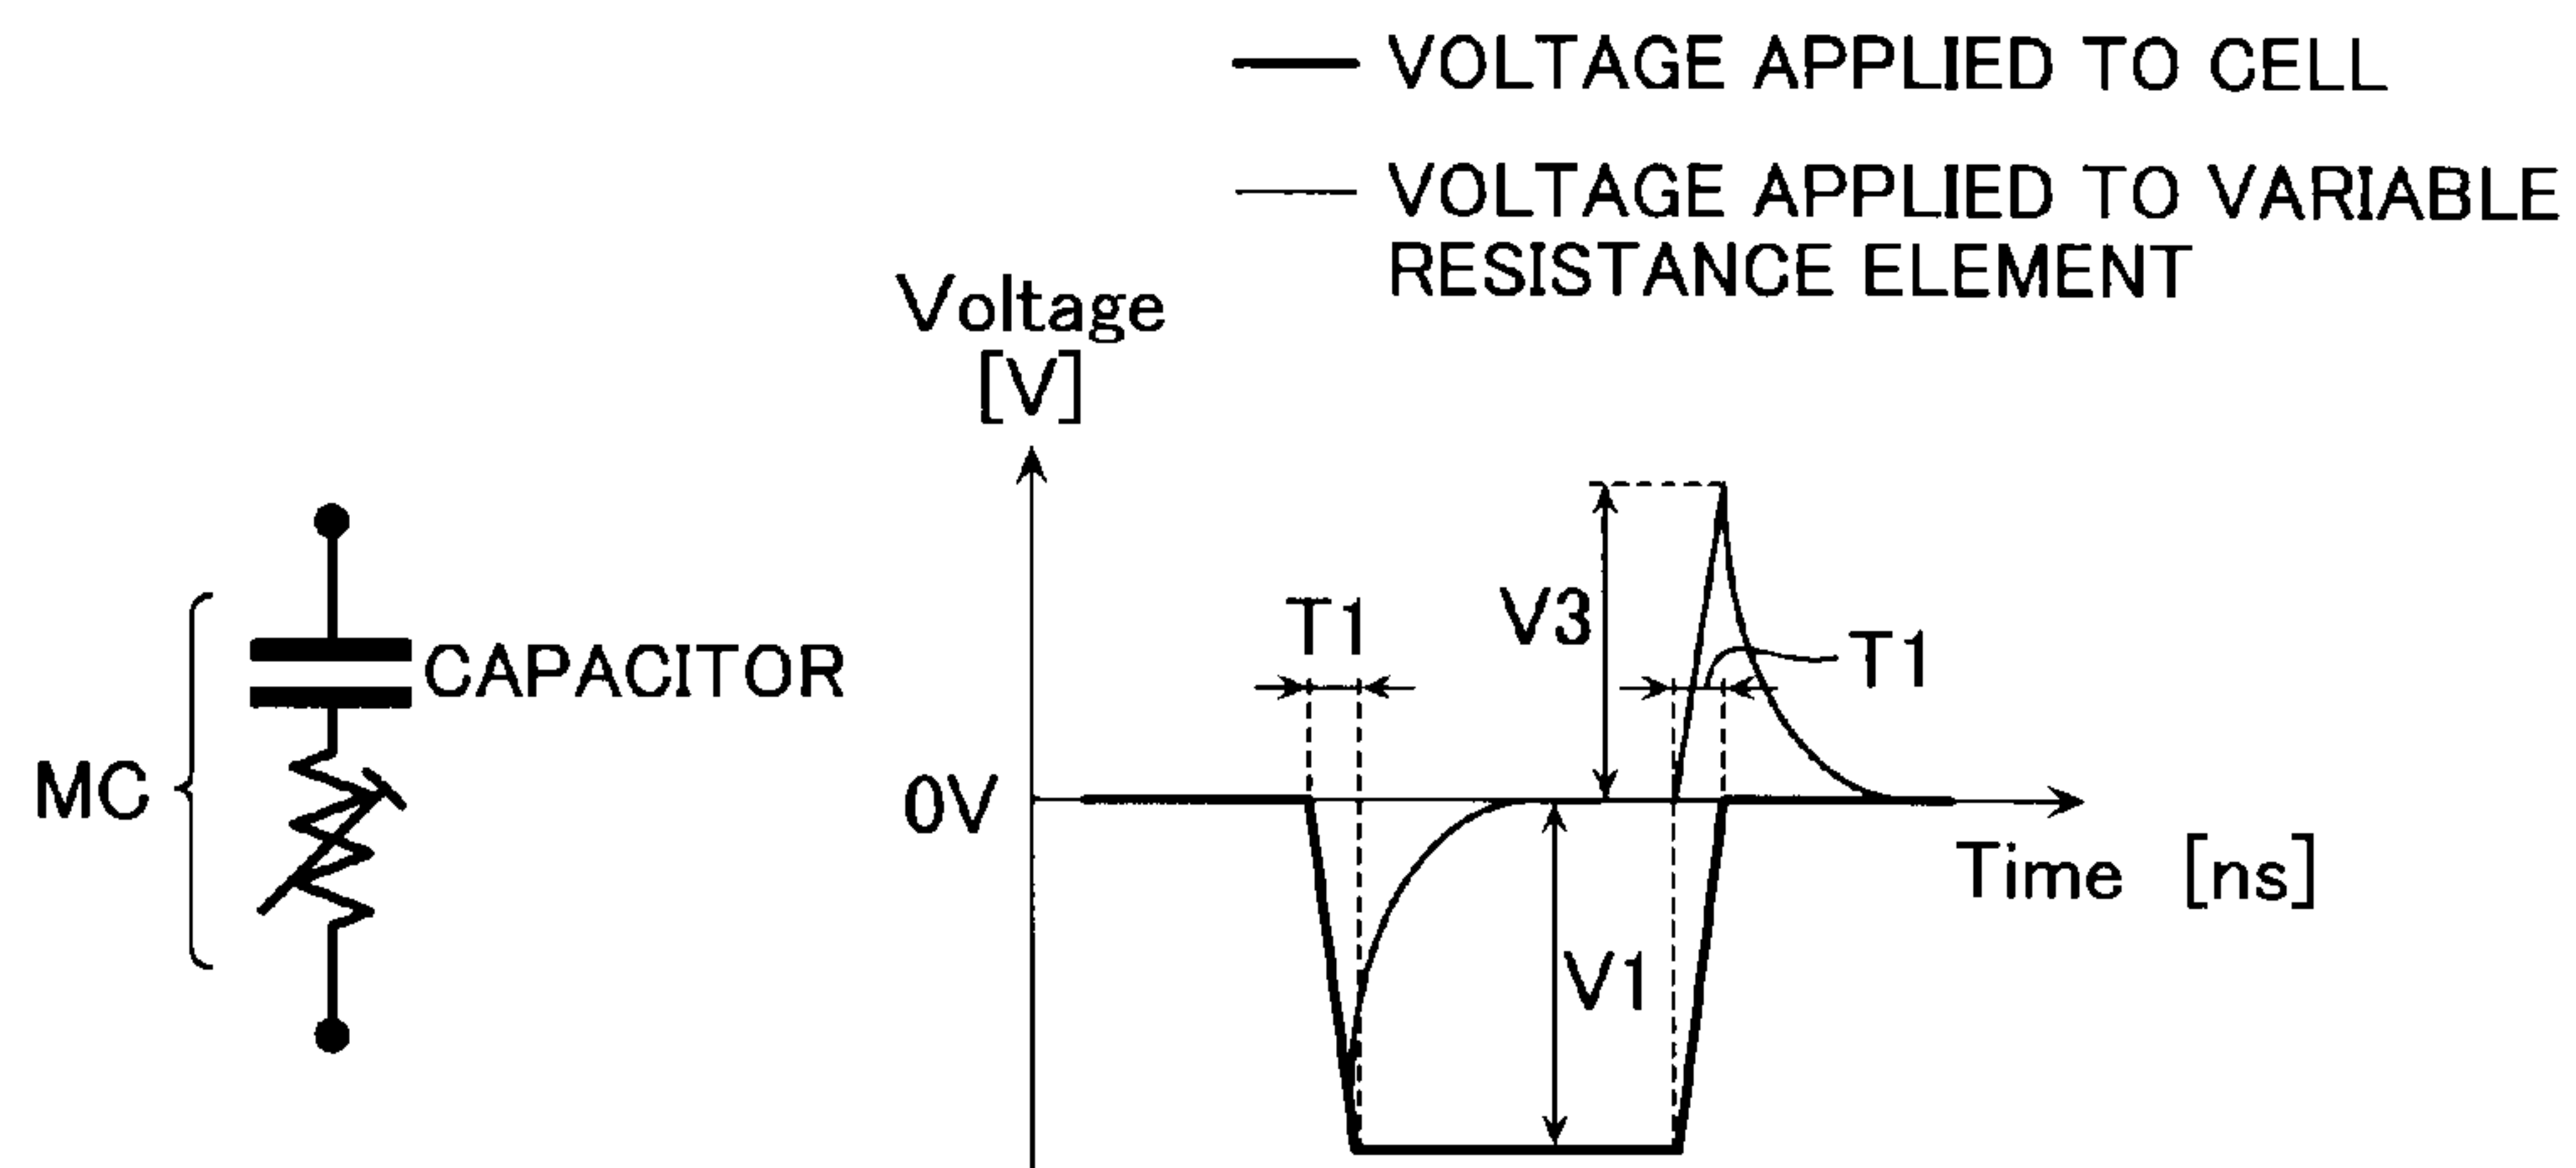 VOLTAGE APPLIED TO CELL
VOLTAGE APPLIED TO VARIABLE
RESISTANCE ELEMENT
Voltage
[V]
T1
V3
T1
CAPACITOR
MC
0V
Time [ns]
V1